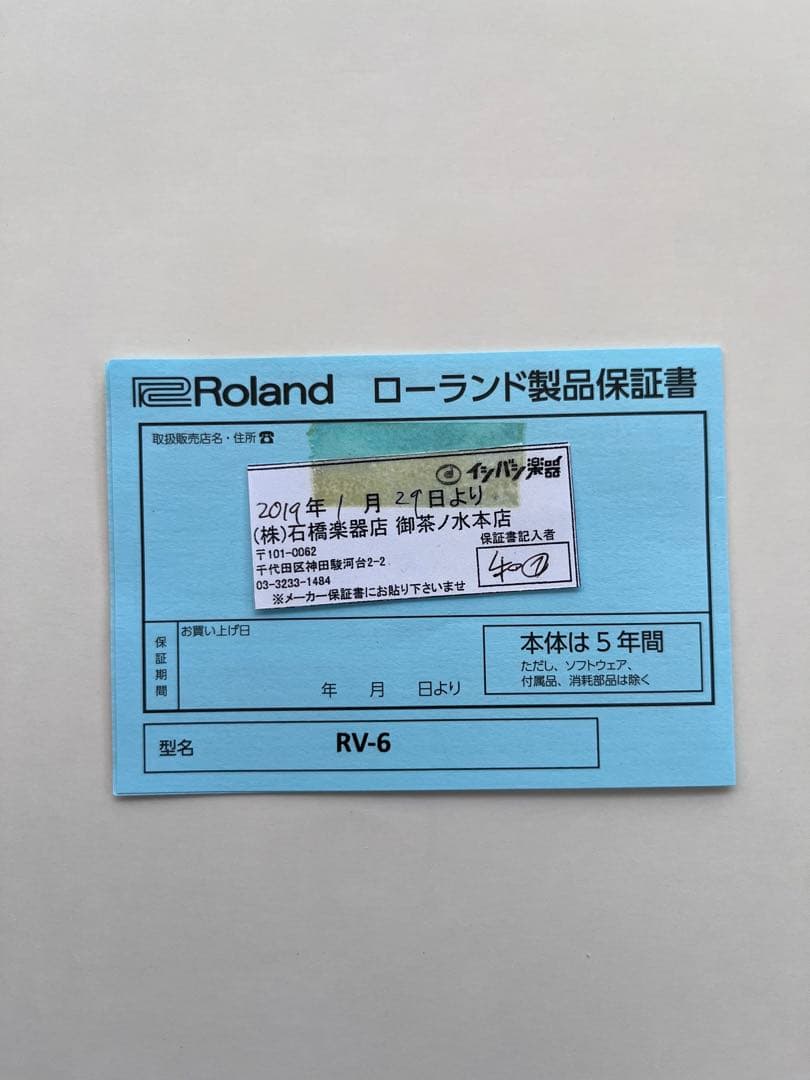 Roland ローランド製品保証書
取扱販売店名・住所☎
イシバシ楽器
2019年1月29日より
(株)石橋楽器店 御茶ノ水本店
〒101-0062
保証書記入者
千代田区神田駿河台2-2
03-3233-1484
※メーカー保証書にお貼り下さいませ
保証期間
お買い上げ日
年 月 日より
本体は5年間
ただし、ソフトウェア、
付属品、消耗部品は除く
型名 RV-6